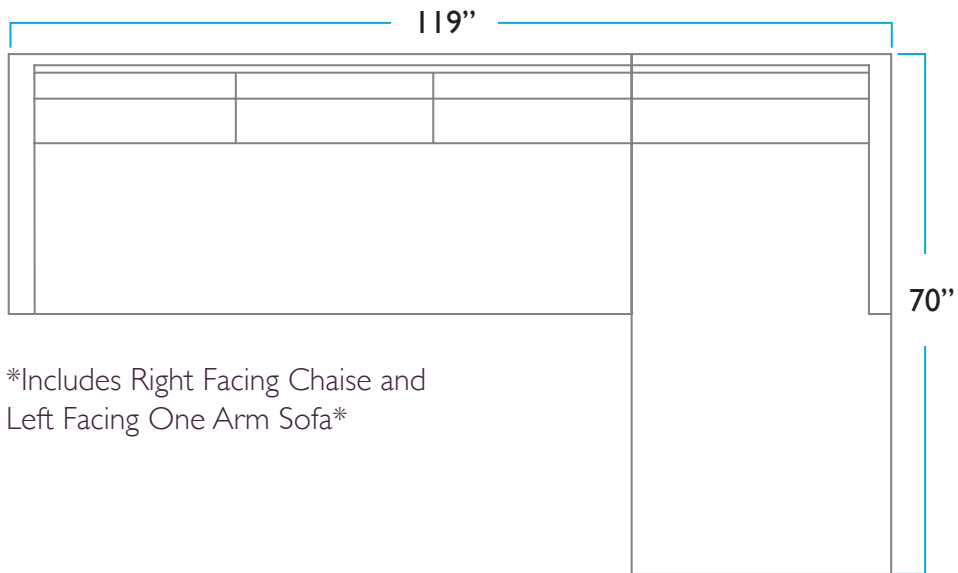 119”
70”
*Includes Right Facing Chaise and
Left Facing One Arm Sofa*